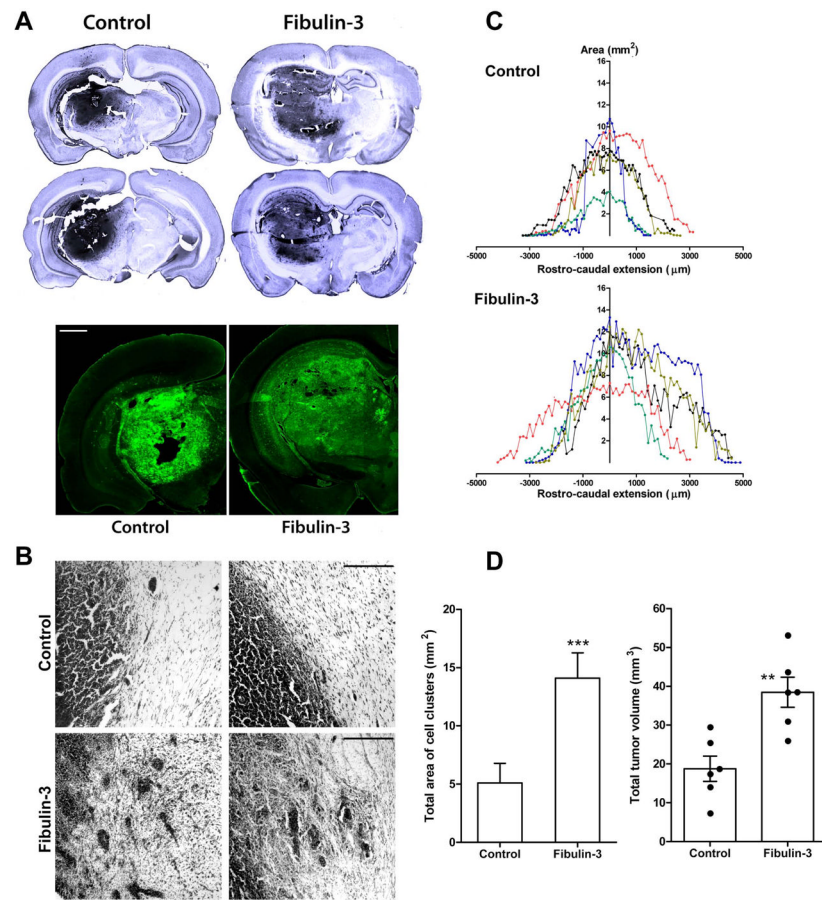 A
Control
Fibulin-3
Control
Fibulin-3
B
Control
Fibulin-3
C
Control
Area (mm2)
16
14
12
10
8
6
4
2
-5000
-3000
-1000
1000
3000
5000
Rostro-caudal extension (μm)
Fibulin-3
16
14
12
10
8
6
4
2
-5000
-3000
-1000
1000
3000
5000
Rostro-caudal extension (μm)
D
Total area of cell clusters (mm2)
20
15
10
5
0
***
Control
Fibulin-3
Total tumor volume (mm3)
60
50
40
30
20
10
0
**
Control
Fibulin-3